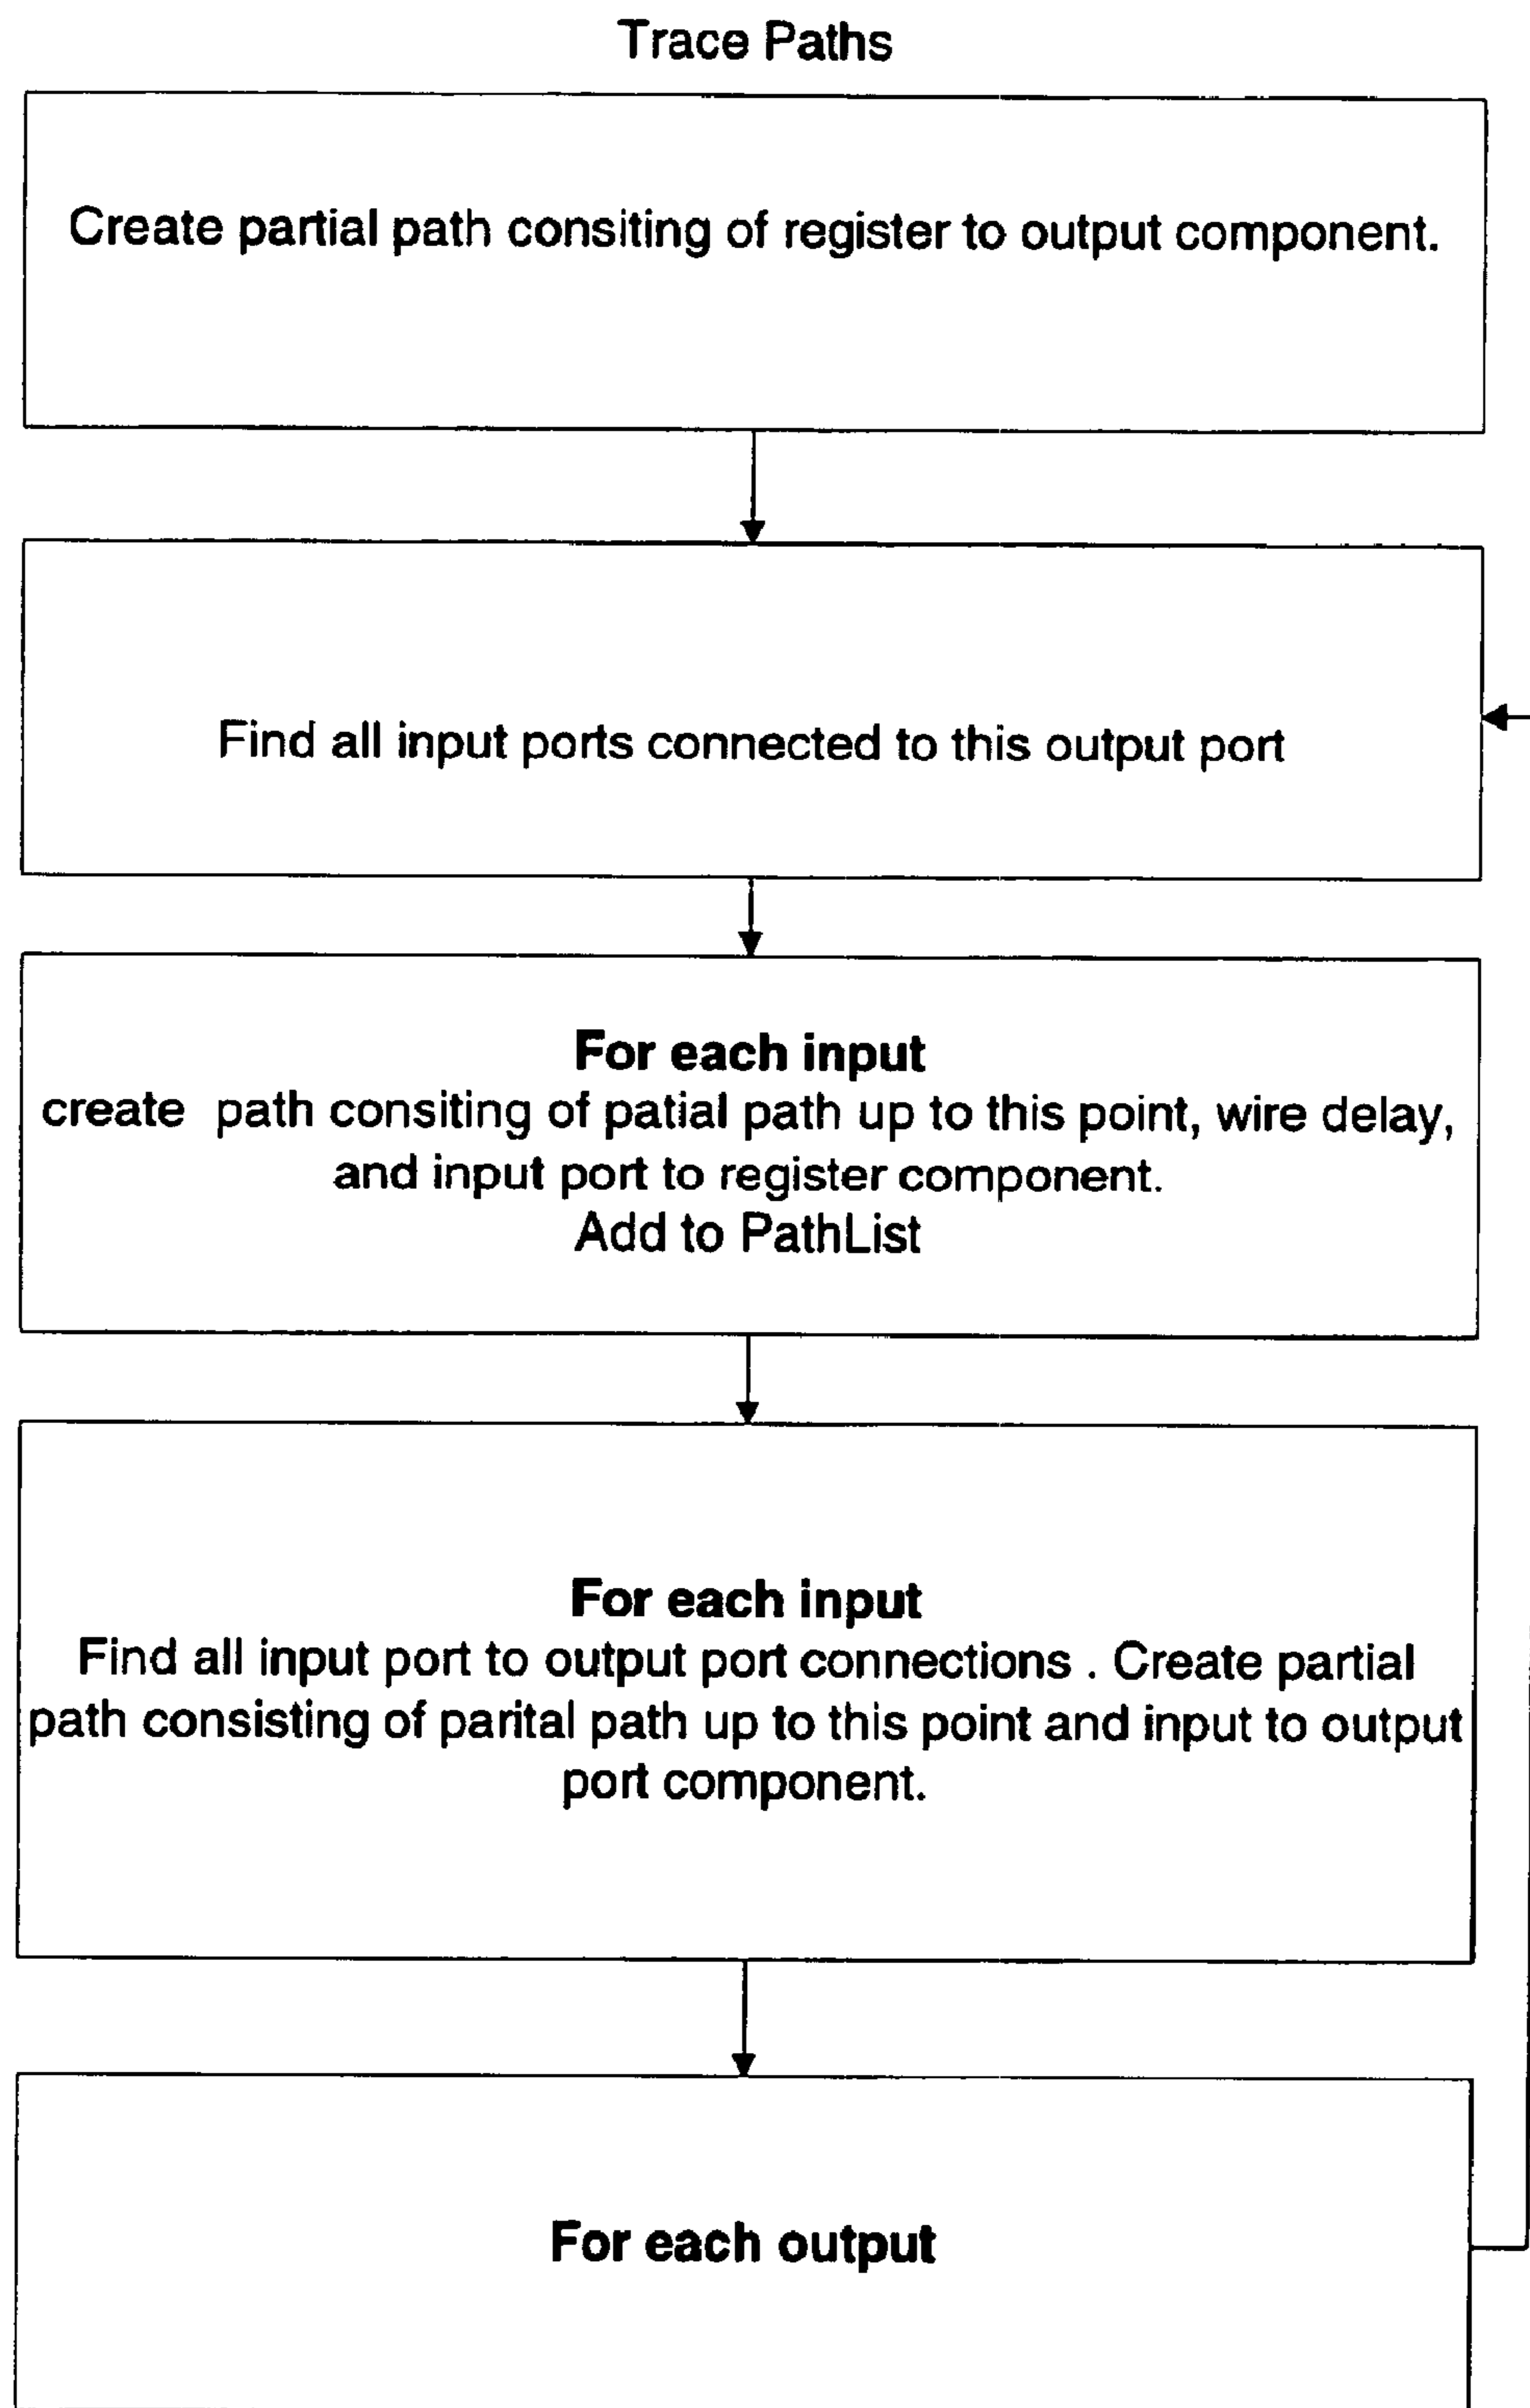 Trace Paths
Create partial path consiting of register to output component.
Find all input ports connected to this output port
For each input
create path consiting of patial path up to this point, wire delay,
and input port to register component.
Add to PathList
For each input
Find all input port to output port connections . Create partial
path consisting of parital path up to this point and input to output
port component.
For each output